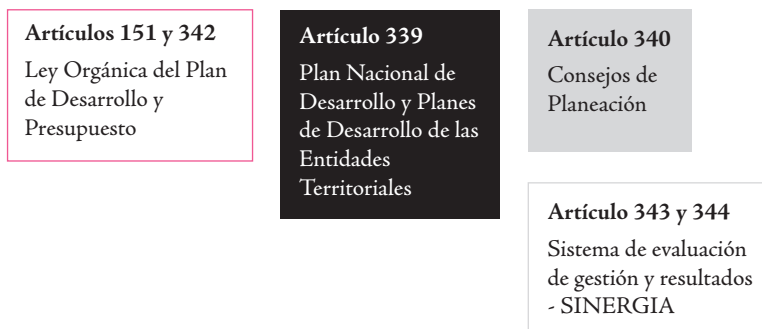 Artículos 151 y 342
Ley Orgánica del Plan
de Desarrollo y
Presupuesto
Artículo 339
Plan Nacional de
Desarrollo y Planes
de Desarrollo de las
Entidades
Territoriales
Artículo 340
Consejos de
Planeación
Artículo 343 y 344
Sistema de evaluación
de gestión y resultados
- SINERGIA